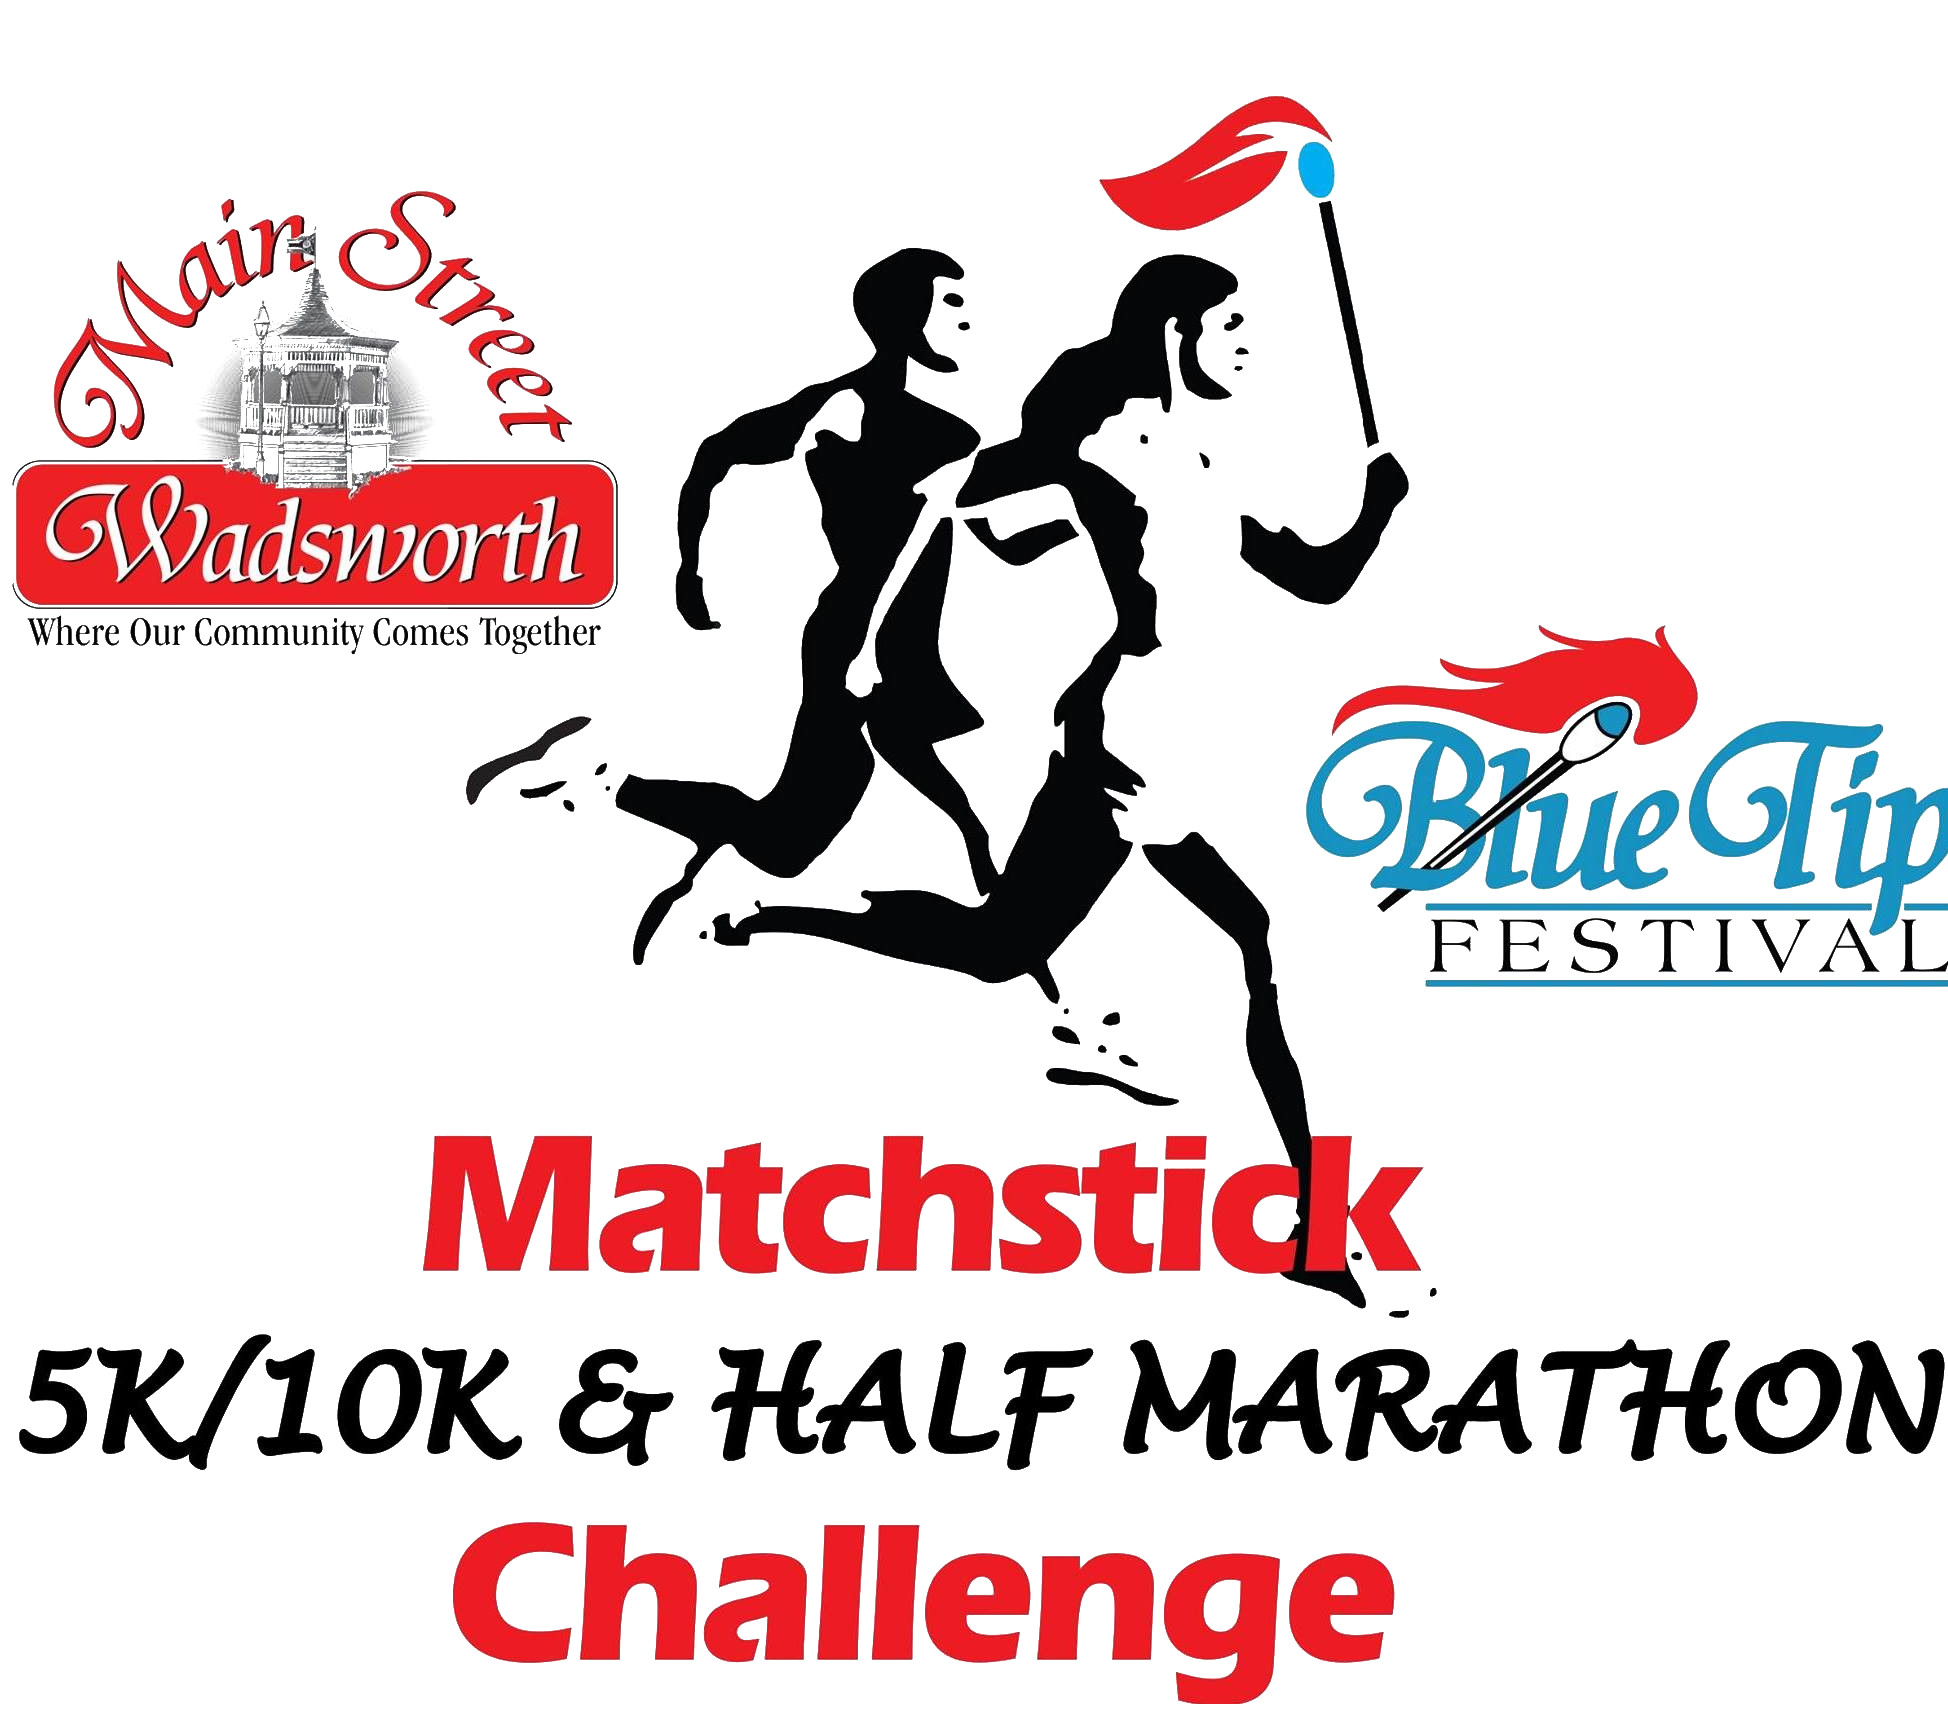 Main Street
Wadsworth
Where Our Community Comes Together
Blue Tip
FESTIVAL
Matchstick
5K/10K & HALF MARATHON
Challenge